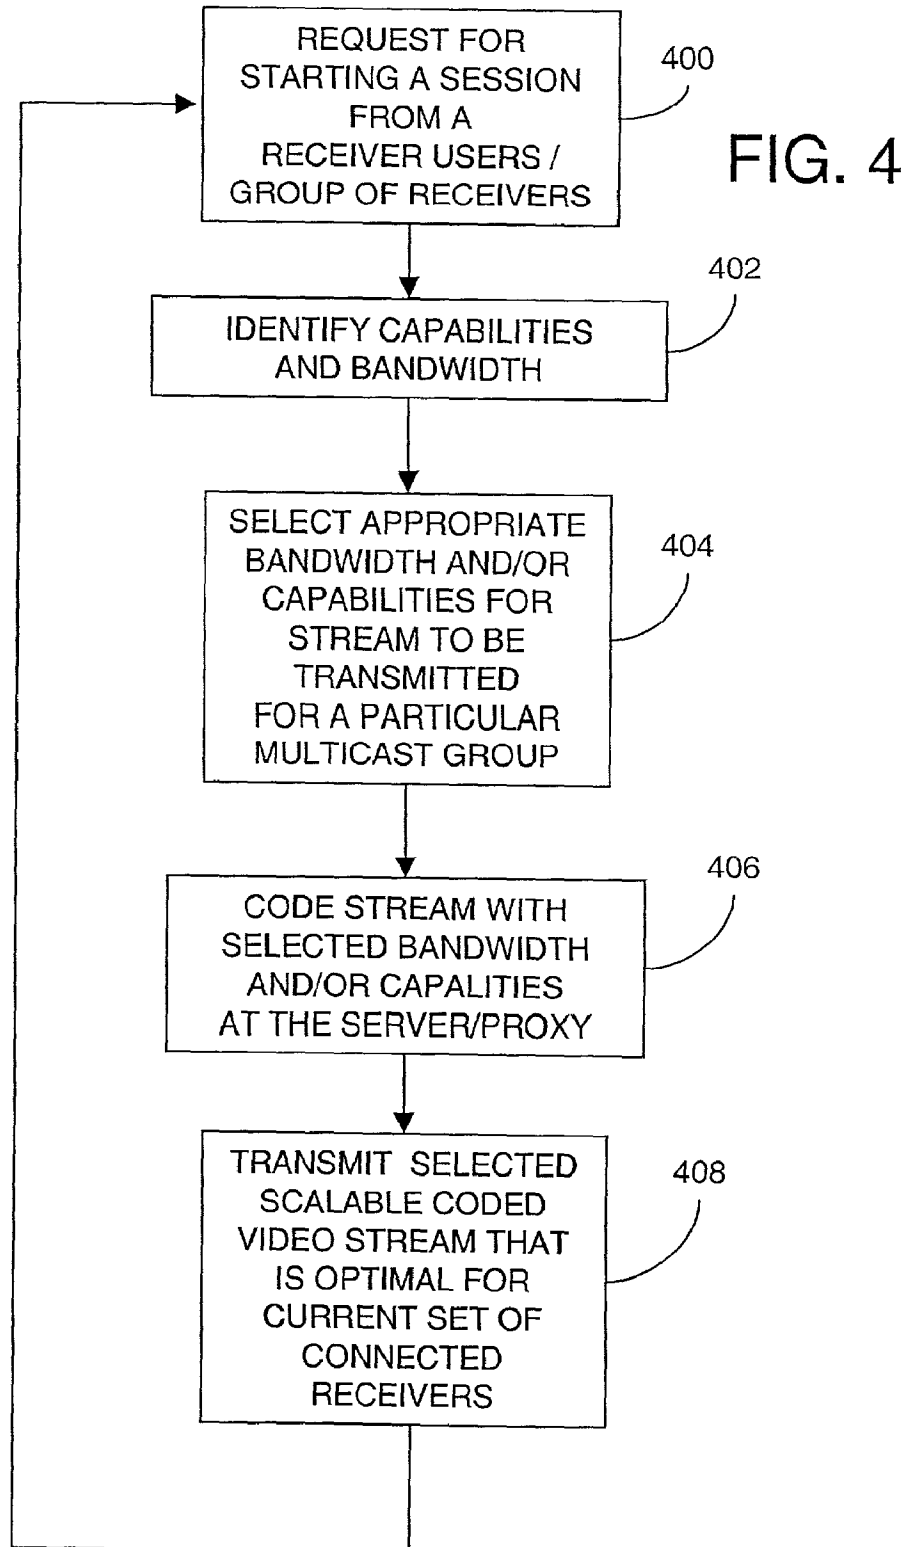 REQUEST FOR
STARTING A SESSION
FROM A
RECEIVER USERS /
GROUP OF RECEIVERS
400
FIG. 4
IDENTIFY CAPABILITIES
AND BANDWIDTH
402
SELECT APPROPRIATE
BANDWIDTH AND/OR
CAPABILITIES FOR
STREAM TO BE
TRANSMITTED
FOR A PARTICULAR
MULTICAST GROUP
404
CODE STREAM WITH
SELECTED BANDWIDTH
AND/OR CAPALITIES
AT THE SERVER/PROXY
406
TRANSMIT SELECTED
SCALABLE CODED
VIDEO STREAM THAT
IS OPTIMAL FOR
CURRENT SET OF
CONNECTED
RECEIVERS
408